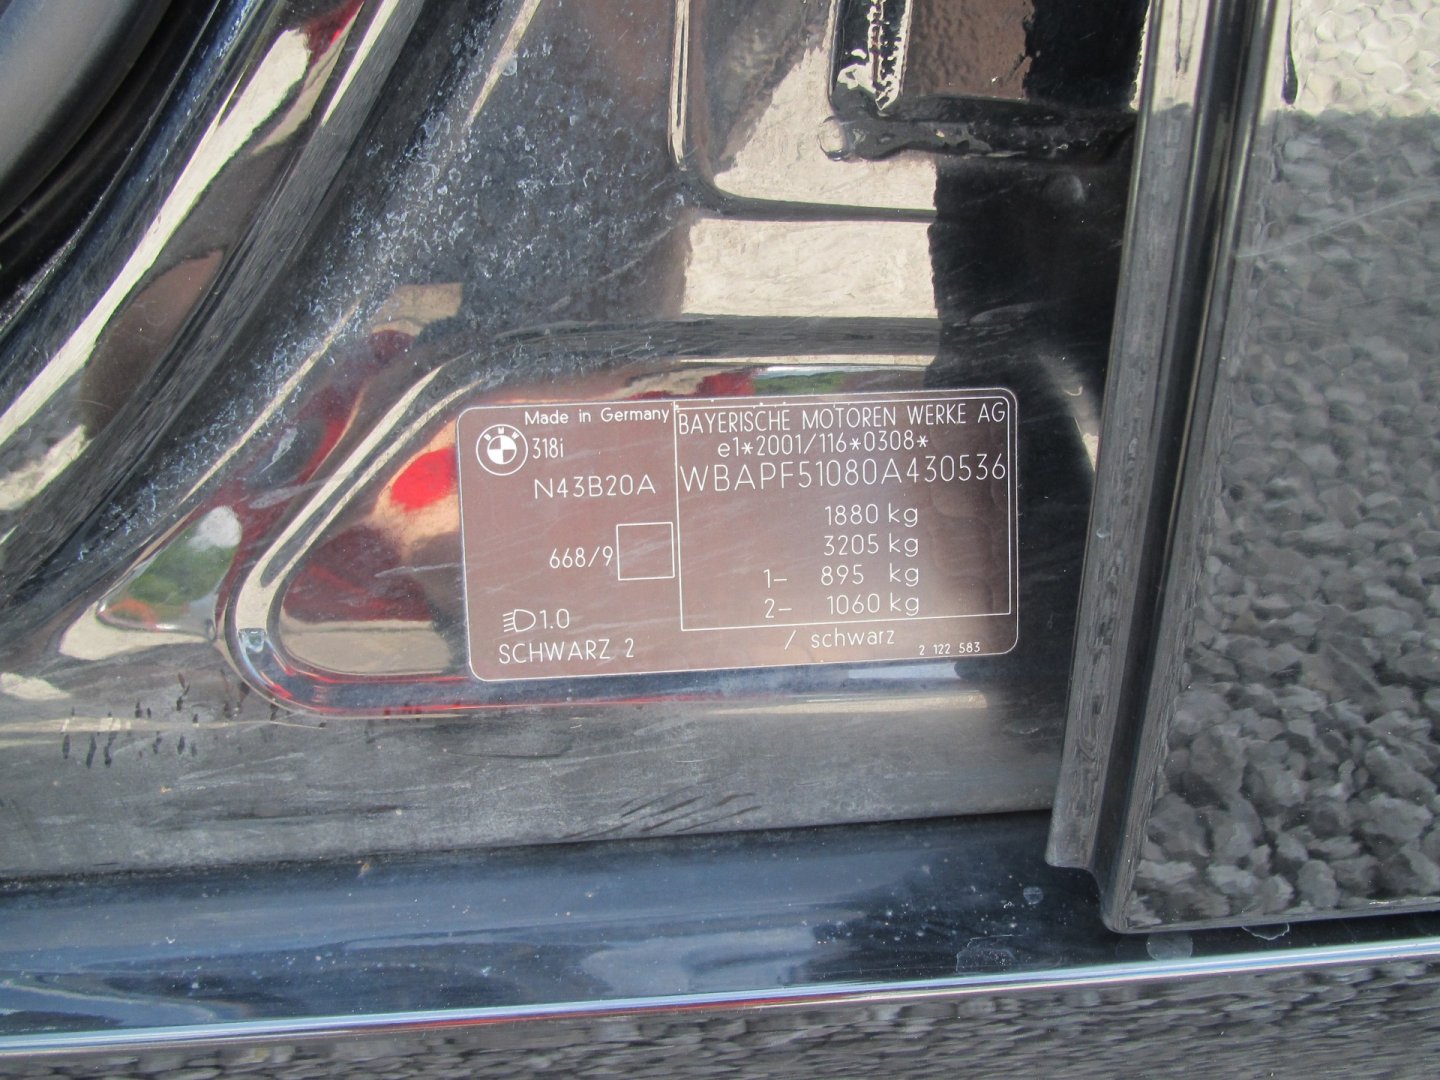 Made in Germany
BMW
318i
N43B20A
668/9
1.0
SCHWARZ 2
BAYERISCHE MOTOREN WERKE AG
e1*2001/116*0308*
WBAPF51080A430536
1880 kg
3205 kg
1- 895 kg
2- 1060 kg
/ schwarz
2 122 583